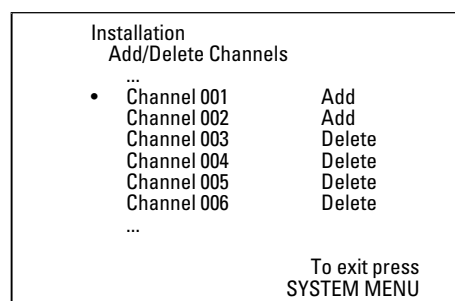 Installation
Add/Delete Channels
...
• Channel 001 Add
Channel 002 Add
Channel 003 Delete
Channel 004 Delete
Channel 005 Delete
Channel 006 Delete
...
To exit press
SYSTEM MENU